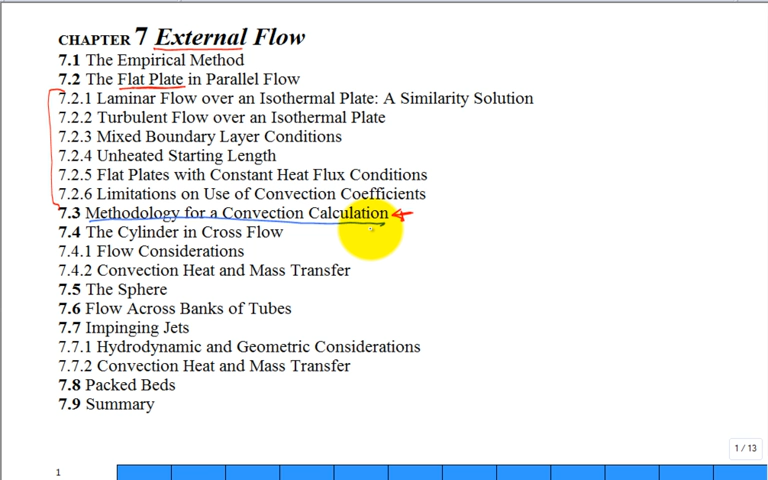 CHAPTER 7 External Flow
7.1 The Empirical Method
7.2 The Flat Plate in Parallel Flow
7.2.1 Laminar Flow over an Isothermal Plate: A Similarity Solution
7.2.2 Turbulent Flow over an Isothermal Plate
7.2.3 Mixed Boundary Layer Conditions
7.2.4 Unheated Starting Length
7.2.5 Flat Plates with Constant Heat Flux Conditions
7.2.6 Limitations on Use of Convection Coefficients
7.3 Methodology for a Convection Calculation
7.4 The Cylinder in Cross Flow
7.4.1 Flow Considerations
7.4.2 Convection Heat and Mass Transfer
7.5 The Sphere
7.6 Flow Across Banks of Tubes
7.7 Impinging Jets
7.7.1 Hydrodynamic and Geometric Considerations
7.7.2 Convection Heat and Mass Transfer
7.8 Packed Beds
7.9 Summary
1 / 13
1